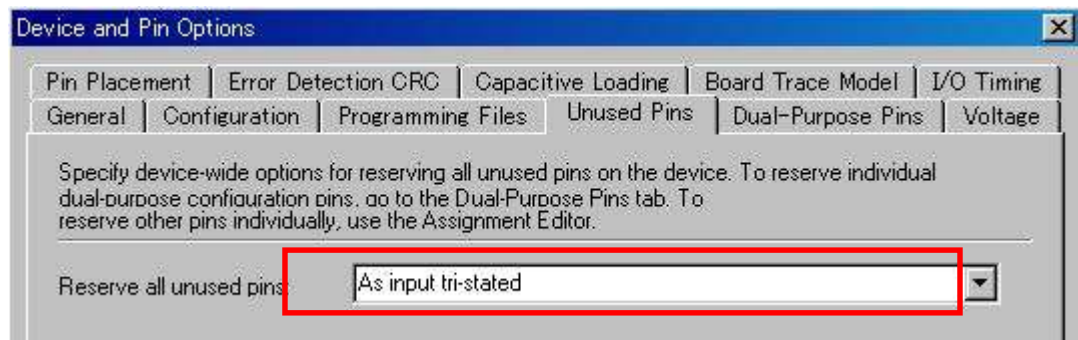 Device and Pin Options
Pin Placement Error Detection CRC Capacitive Loading Board Trace Model I/O Timing
General Configuration Programming Files Unused Pins Dual-Purpose Pins Voltage
Specify device-wide options for reserving all unused pins on the device. To reserve individual
dual-purpose configuration pins, go to the Dual-Purpose Pins tab. To
reserve other pins individually, use the Assignment Editor.
Reserve all unused pins: As input tri-stated